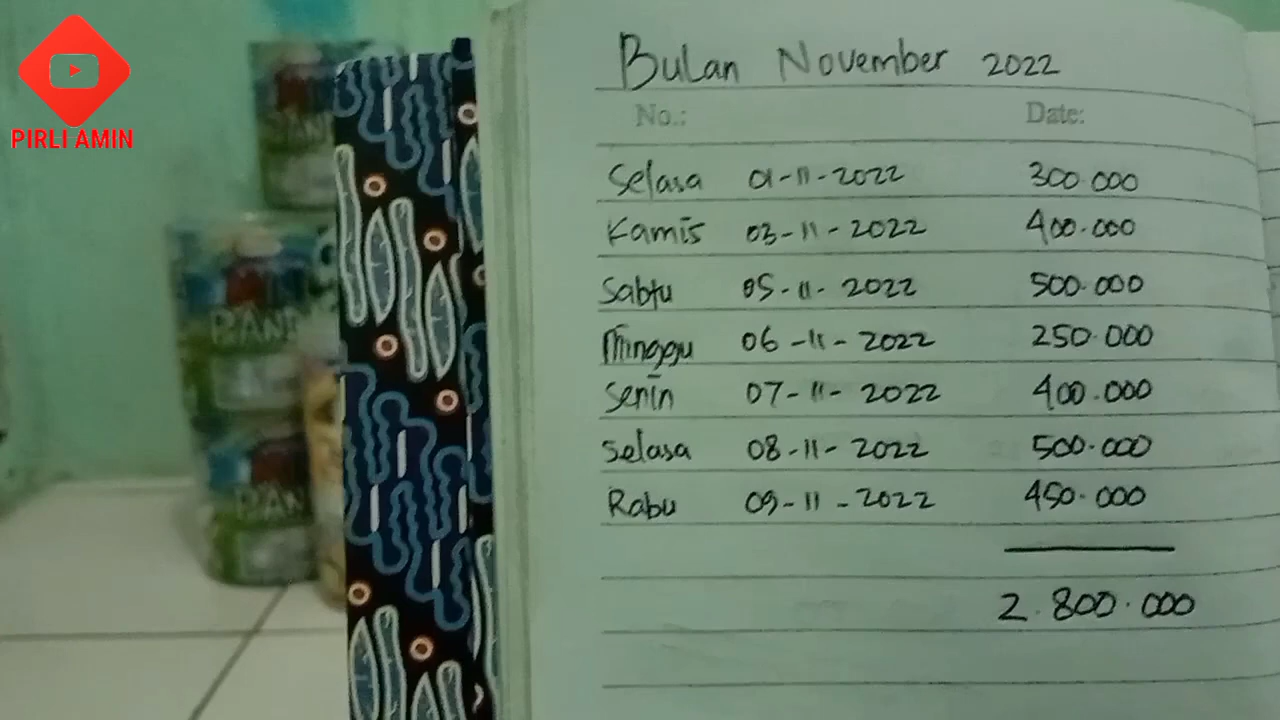 PIRLI AMIN
Bulan November 2022
No.: Date:
Selasa 01-11-2022 300.000
Kamis 03-11-2022 400.000
Sabtu 05-11-2022 500.000
Minggu 06-11-2022 250.000
Senin 07-11-2022 400.000
Selasa 08-11-2022 500.000
Rabu 09-11-2022 450.000
2.800.000